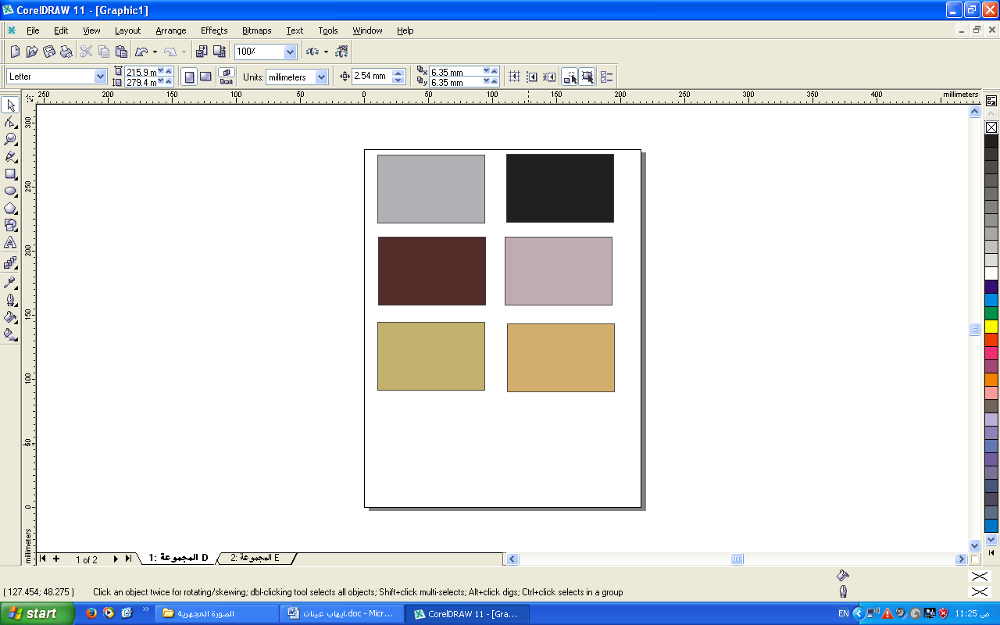 CorelDRAW 11 - [Graphic1]
File Edit View Layout Arrange Effects Bitmaps Text Tools Window Help
100%
Letter 215.9 m 279.4 m Units: millimeters 2.54 mm x 6.35 mm y 6.35 mm
250 200 150 100 50 0 50 100 150 200 250 300 350 400 millimeters
300
250
200
150
100
50
0
millimeters
1 of 2 1: المجموعة D 2: المجموعة E
( 127.454; 48.275 ) Click an object twice for rotating/skewing; dbl-clicking tool selects all objects; Shift+click multi-selects; Alt+click digs; Ctrl+click selects in a group
start الصورة المجهرية ايهاب عينات.doc - Micr... CorelDRAW 11 - [Gra... EN 11:25 ص